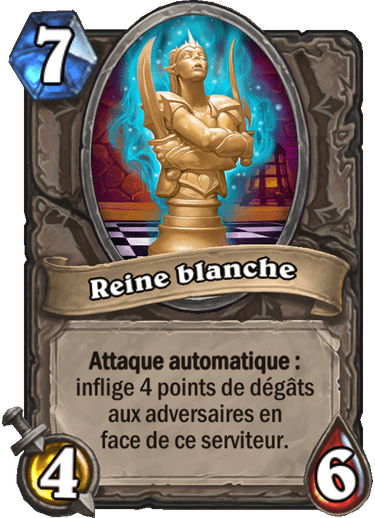 7
Reine blanche
Attaque automatique :
inflige 4 points de dégâts
aux adversaires en
face de ce serviteur.
4
6